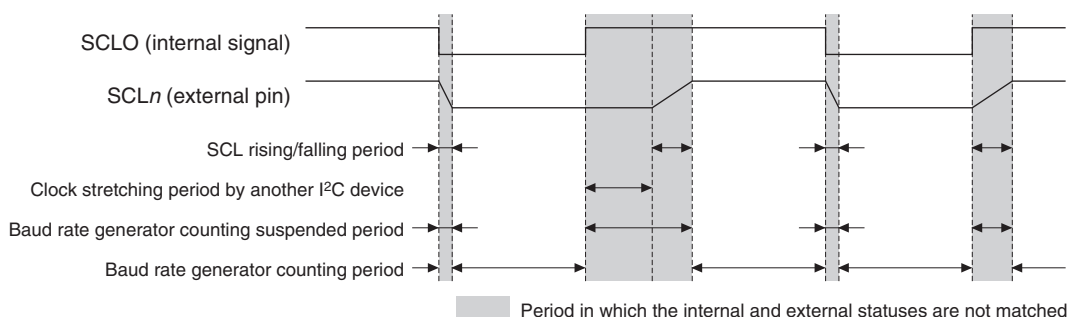 SCLO (internal signal)
SCLn (external pin)
SCL rising/falling period
Clock stretching period by another I²C device
Baud rate generator counting suspended period
Baud rate generator counting period
Period in which the internal and external statuses are not matched